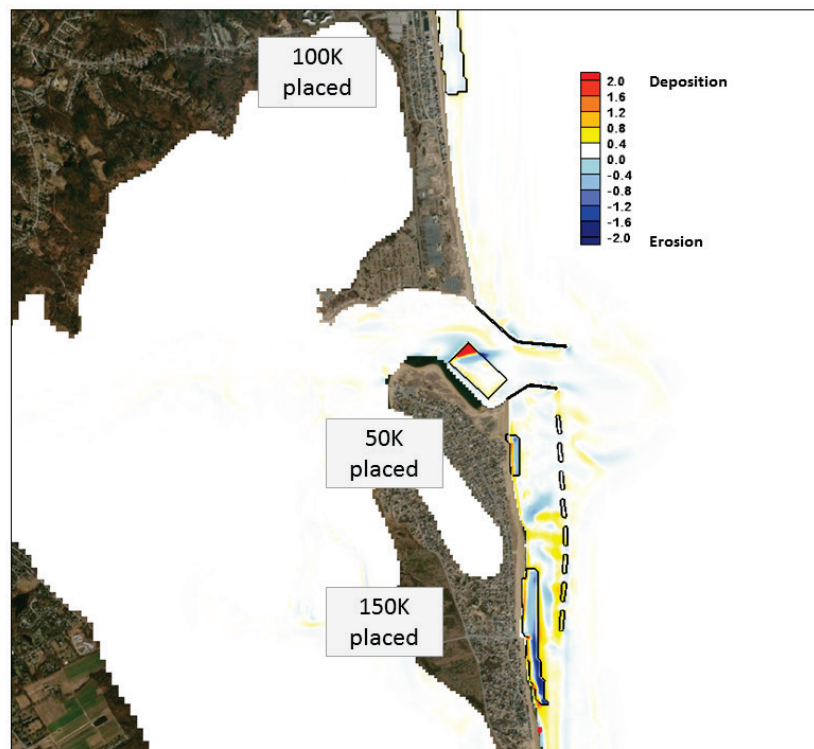 100K
placed
2.0
1.6
1.2
0.8
0.4
0.0
-0.4
-0.8
-1.2
-1.6
-2.0
Deposition
Erosion
50K
placed
150K
placed